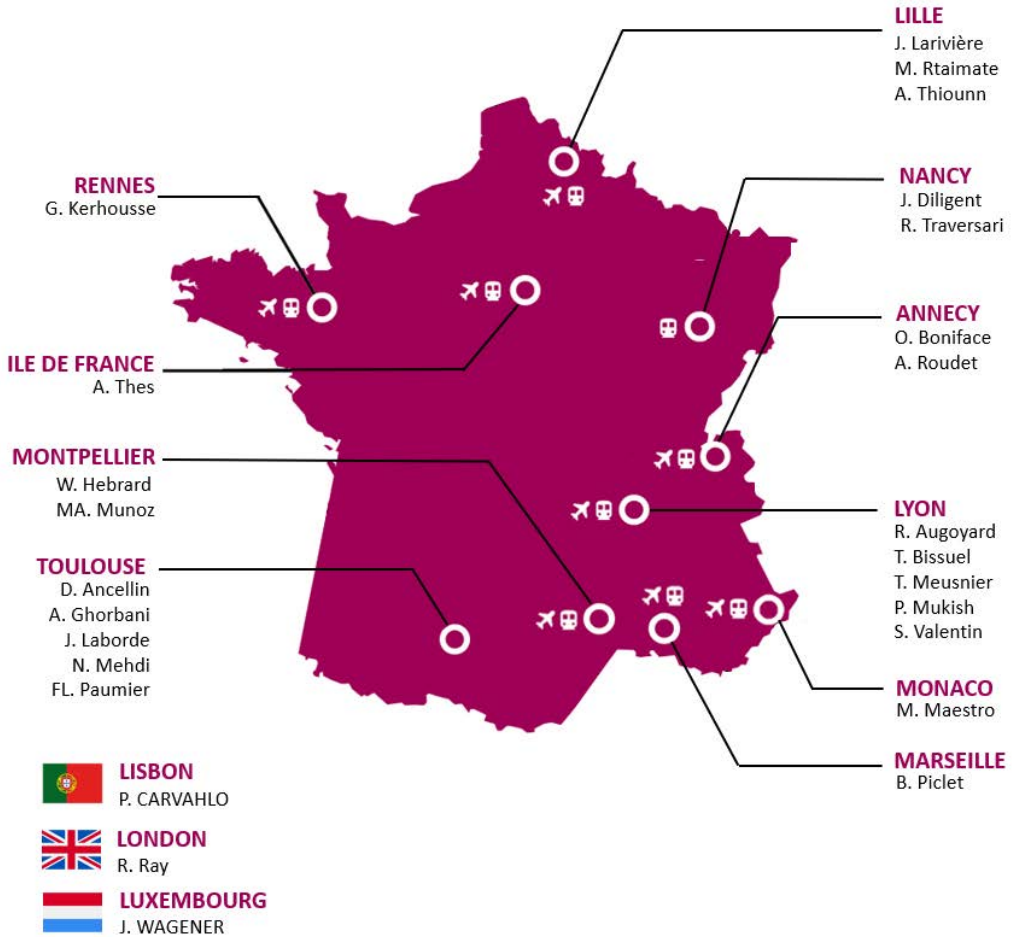 LILLE
J. Larivière
M. Rtaimate
A. Thiounn
RENNES
G. Kerhousse
NANCY
J. Diligent
R. Traversari
ANNECY
O. Boniface
A. Roudet
ILE DE FRANCE
A. Thes
MONTPELLIER
W. Hebrard
MA. Munoz
LYON
R. Augoyard
T. Bissuel
T. Meusnier
P. Mukish
S. Valentin
TOULOUSE
D. Ancellin
A. Ghorbani
J. Laborde
N. Mehdi
FL. Paumier
MONACO
M. Maestro
MARSEILLE
B. Piclet
LISBON
P. CARVAHLO
LONDON
R. Ray
LUXEMBOURG
J. WAGENER